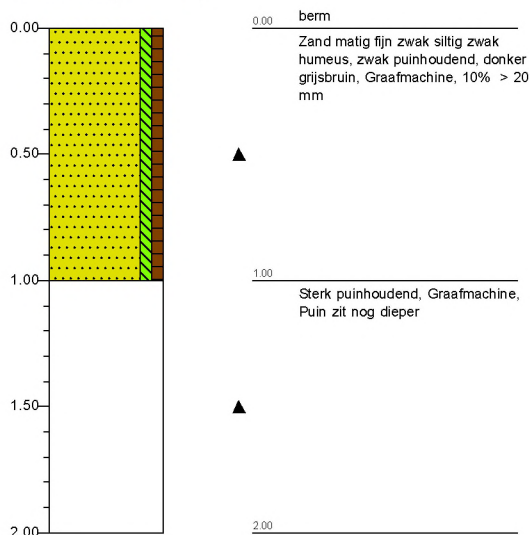 berm
0.00
0.00
Zand matig fijn zwak siltig zwak
humeus, zwak puinhoudend, donker
grijsbruin, Graafmachine, 10% > 20
mm
0.50
1.00
1.00
Sterk puinhoudend, Graafmachine,
Puin zit nog dieper
1.50
2.00
2.00